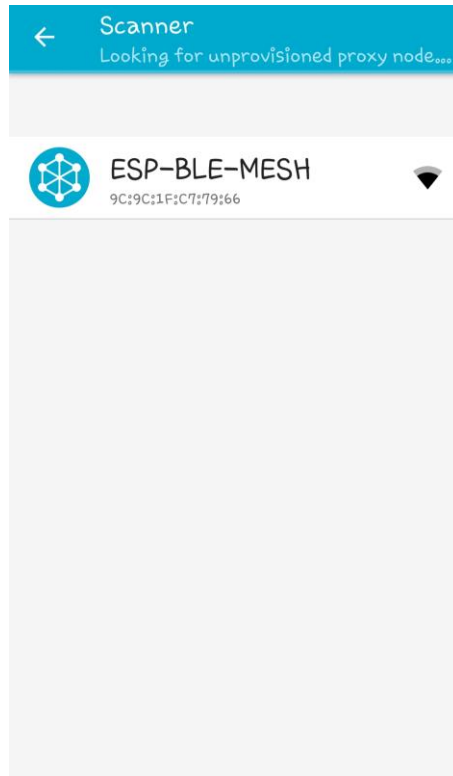 Scanner
Looking for unprovisioned proxy node...
ESP-BLE-MESH
9C:9C:1F:C7:79:66